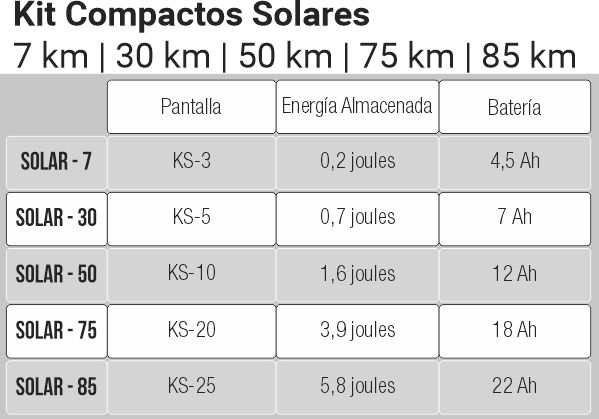 Kit Compactos Solares
7 km | 30 km | 50 km | 75 km | 85 km
Pantalla Energía Almacenada Batería
SOLAR - 7 KS-3 0,2 joules 4,5 Ah
SOLAR - 30 KS-5 0,7 joules 7 Ah
SOLAR - 50 KS-10 1,6 joules 12 Ah
SOLAR - 75 KS-20 3,9 joules 18 Ah
SOLAR - 85 KS-25 5,8 joules 22 Ah